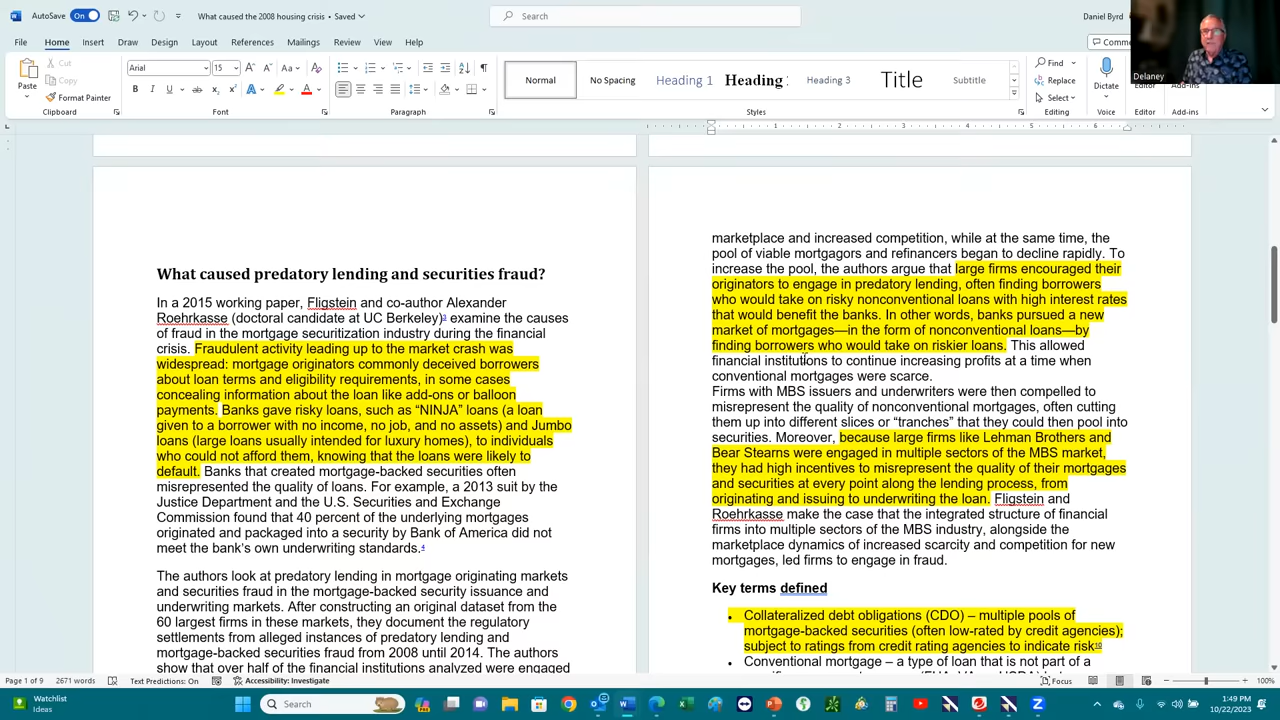 AutoSave On What caused the 2008 housing crisis • Saved Search Daniel Byrd
File Home Insert Draw Design Layout References Mailings Review View Help
Paste Cut Copy Format Painter Clipboard
Arial 15 Font
Paragraph
Normal No Spacing Heading 1 Heading 2 Heading 3 Title Subtitle Styles
Find Replace Select Editing
Dictate Voice
Editor Editor
Add-ins Add-ins
Delaney
What caused predatory lending and securities fraud?
In a 2015 working paper, Fligstein and co-author Alexander
Roehrkasse (doctoral candidate at UC Berkeley)3 examine the causes
of fraud in the mortgage securitization industry during the financial
crisis. Fraudulent activity leading up to the market crash was
widespread: mortgage originators commonly deceived borrowers
about loan terms and eligibility requirements, in some cases
concealing information about the loan like add-ons or balloon
payments. Banks gave risky loans, such as “NINJA” loans (a loan
given to a borrower with no income, no job, and no assets) and Jumbo
loans (large loans usually intended for luxury homes), to individuals
who could not afford them, knowing that the loans were likely to
default. Banks that created mortgage-backed securities often
misrepresented the quality of loans. For example, a 2013 suit by the
Justice Department and the U.S. Securities and Exchange
Commission found that 40 percent of the underlying mortgages
originated and packaged into a security by Bank of America did not
meet the bank's own underwriting standards.4
The authors look at predatory lending in mortgage originating markets
and securities fraud in the mortgage-backed security issuance and
underwriting markets. After constructing an original dataset from the
60 largest firms in these markets, they document the regulatory
settlements from alleged instances of predatory lending and
mortgage-backed securities frad from 2008 until 2014. The authors
show that over half of the financial institutions analyzed were engaged
marketplace and increased competition, while at the same time, the
pool of viable mortgagors and refinancers began to decline rapidly. To
increase the pool, the authors argue that large firms encouraged their
originators to engage in predatory lending, often finding borrowers
who would take on risky nonconventional loans with high interest rates
that would benefit the banks. In other words, banks pursued a new
market of mortgages—in the form of nonconventional loans—by
finding borrowers who would take on riskier loans. This allowed
financial institutions to continue increasing profits at a time when
conventional mortgages were scarce.
Firms with MBS issuers and underwriters were then compelled to
misrepresent the quality of nonconventional mortgages, often cutting
them up into different slices or “tranches” that they could then pool into
securities. Moreover, because large firms like Lehman Brothers and
Bear Stearns were engaged in multiple sectors of the MBS market,
they had high incentives to misrepresent the quality of their mortgages
and securities at every point along the lending process, from
originating and issuing to underwriting the loan. Fligstein and
Roehrkasse make the case that the integrated structure of financial
firms into multiple sectors of the MBS industry, alongside the
marketplace dynamics of increased scarcity and competition for new
mortgages, led firms to engage in fraud.
Key terms defined
• Collateralized debt obligations (CDO) – multiple pools of
mortgage-backed securities (often low-rated by credit agencies);
subject to ratings from credit rating agencies to indicate risk10
• Conventional mortgage – a type of loan that is not part of a
Page 1 of 9 2671 words Text Predictions: On Accessibility: Investigate Focus 100%
Watchlist
Ideas
Search
1:49 PM
10/22/2023